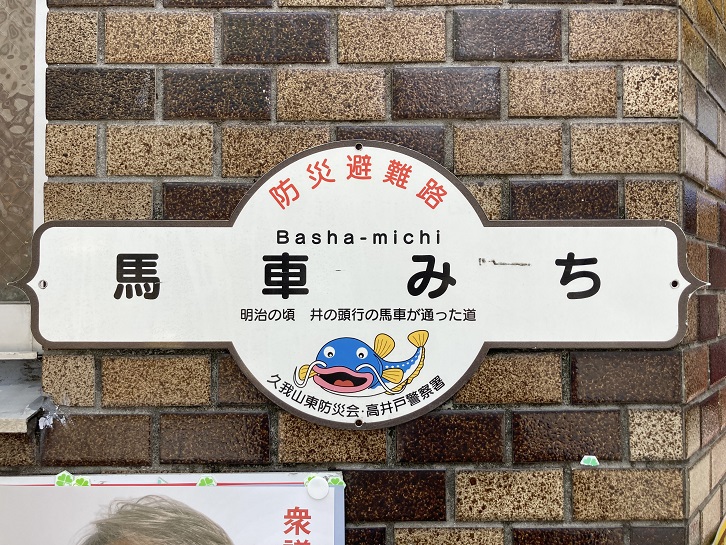 防災避難路
Basha-michi
馬車みち
明治の頃　井の頭行の馬車が通った道
久我山東防災会・高井戸警察署
衆議